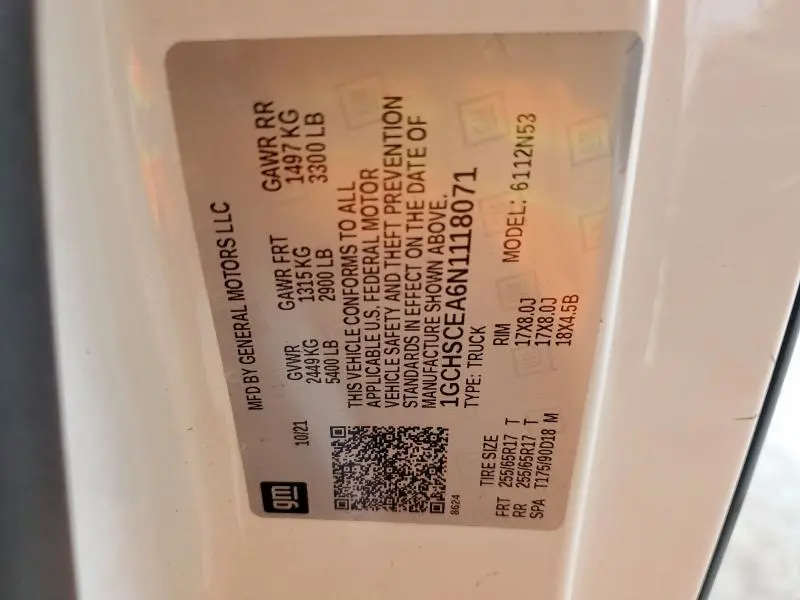 MFD BY GENERAL MOTORS LLC
gm
10/21
GVWR GAWR FRT GAWR RR
2449 KG 1315 KG 1497 KG
5400 LB 2900 LB 3300 LB
THIS VEHICLE CONFORMS TO ALL
APPLICABLE U.S. FEDERAL MOTOR
VEHICLE SAFETY AND THEFT PREVENTION
STANDARDS IN EFFECT ON THE DATE OF
MANUFACTURE SHOWN ABOVE.
1GCHSCEA6N1118071
8624
TYPE: TRUCK
TIRE SIZE RIM MODEL: 6112N53
FRT 255/65R17 T 17X8.0J
RR 255/65R17 T 17X8.0J
SPA T175/90D18 M 18X4.5B